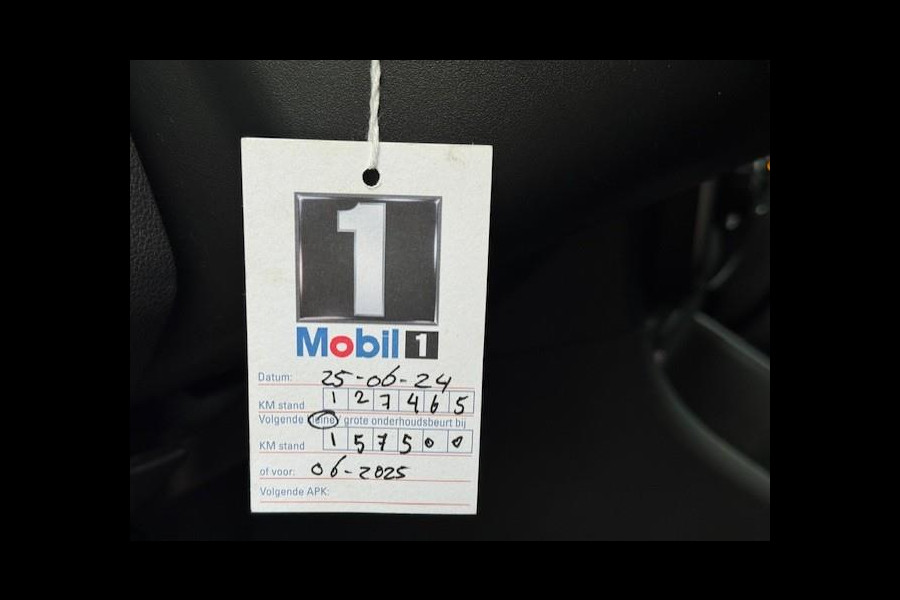 1
Mobil 1
Datum: 25-06-24
KM stand 1 2 7 4 6 5
Volgende kleine / grote onderhoudsbeurt bij
KM stand 1 5 7 5 0 0
of voor: 06-2025
Volgende APK: